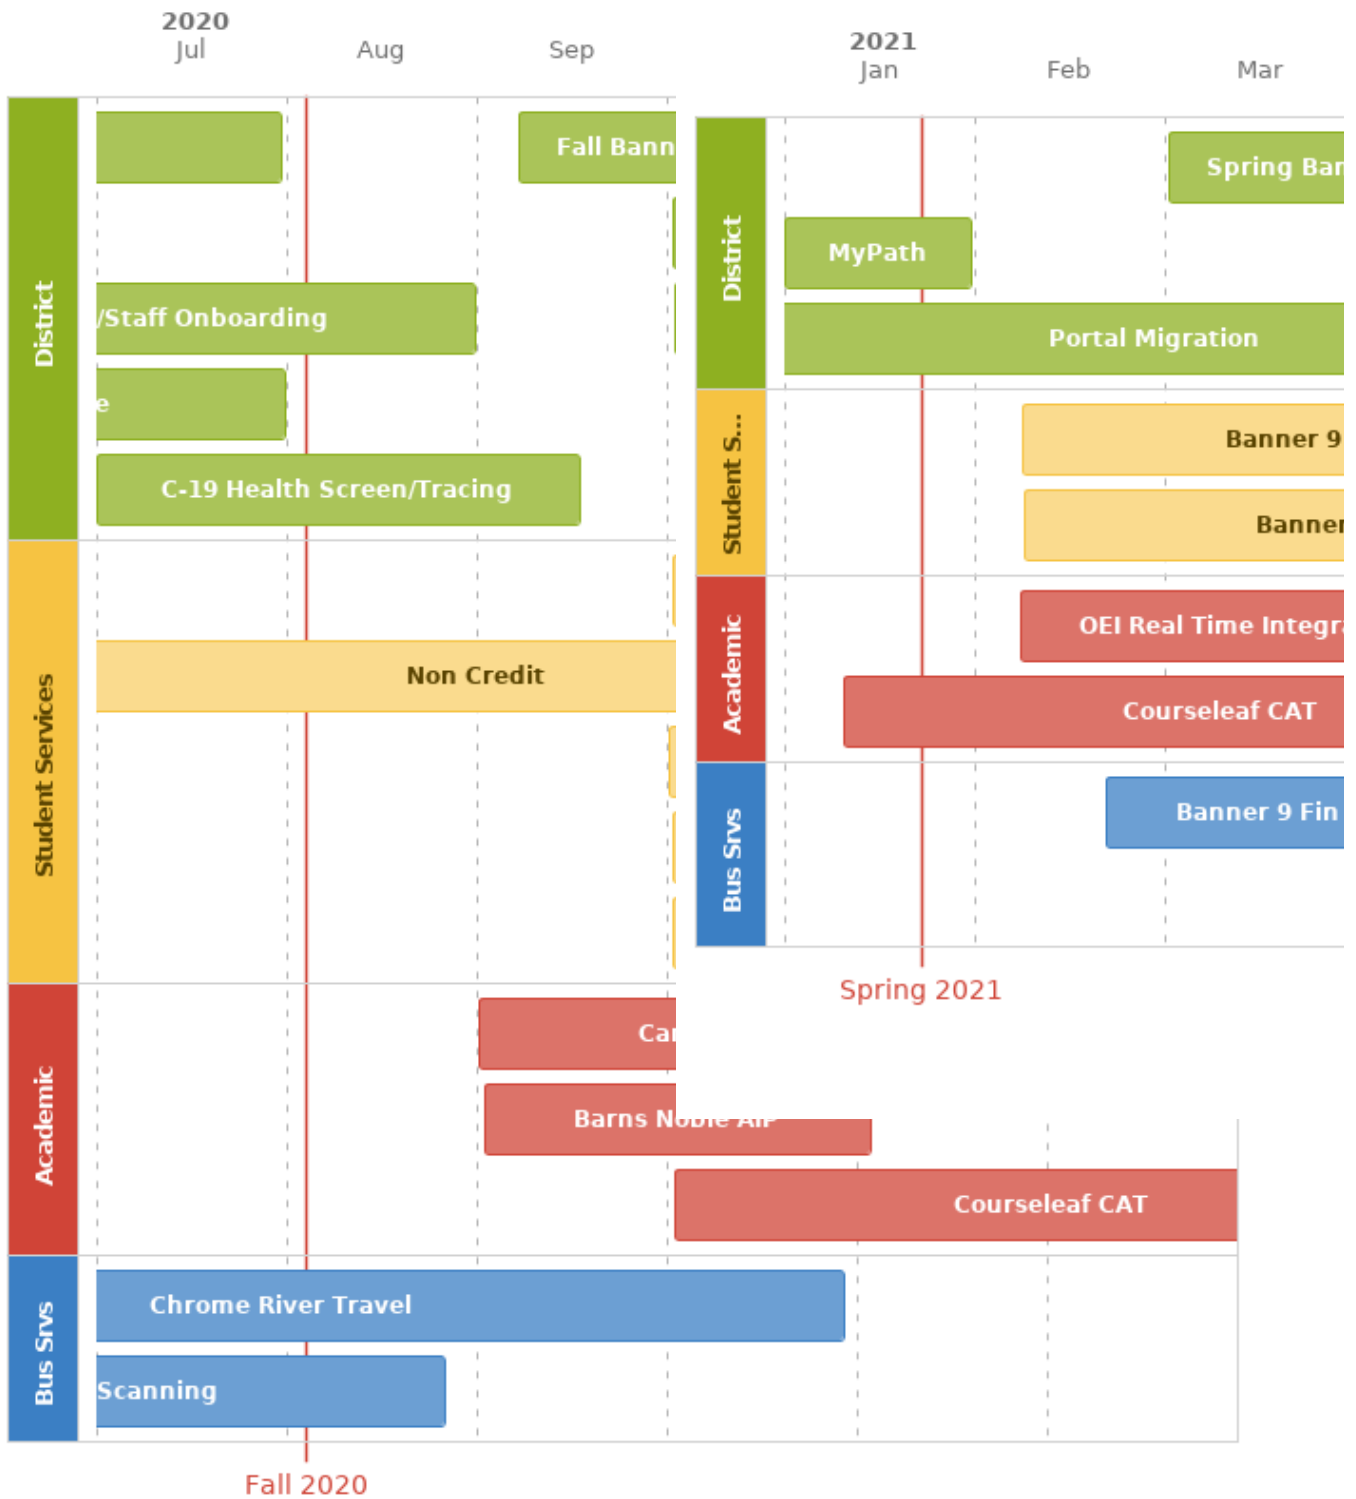 2020
Jul Aug Sep
District
Fall Bann
/Staff Onboarding
e
C-19 Health Screen/Tracing
Student Services
Non Credit
Academic
Car
Barns Noble AIP
Courseleaf CAT
Bus Srvs
Chrome River Travel
Scanning
Fall 2020
2021
Jan Feb Mar
District
Spring Ban
MyPath
Portal Migration
Student S...
Banner 9
Banner
Academic
OEI Real Time Integra
Courseleaf CAT
Bus Srvs
Banner 9 Fin
Spring 2021